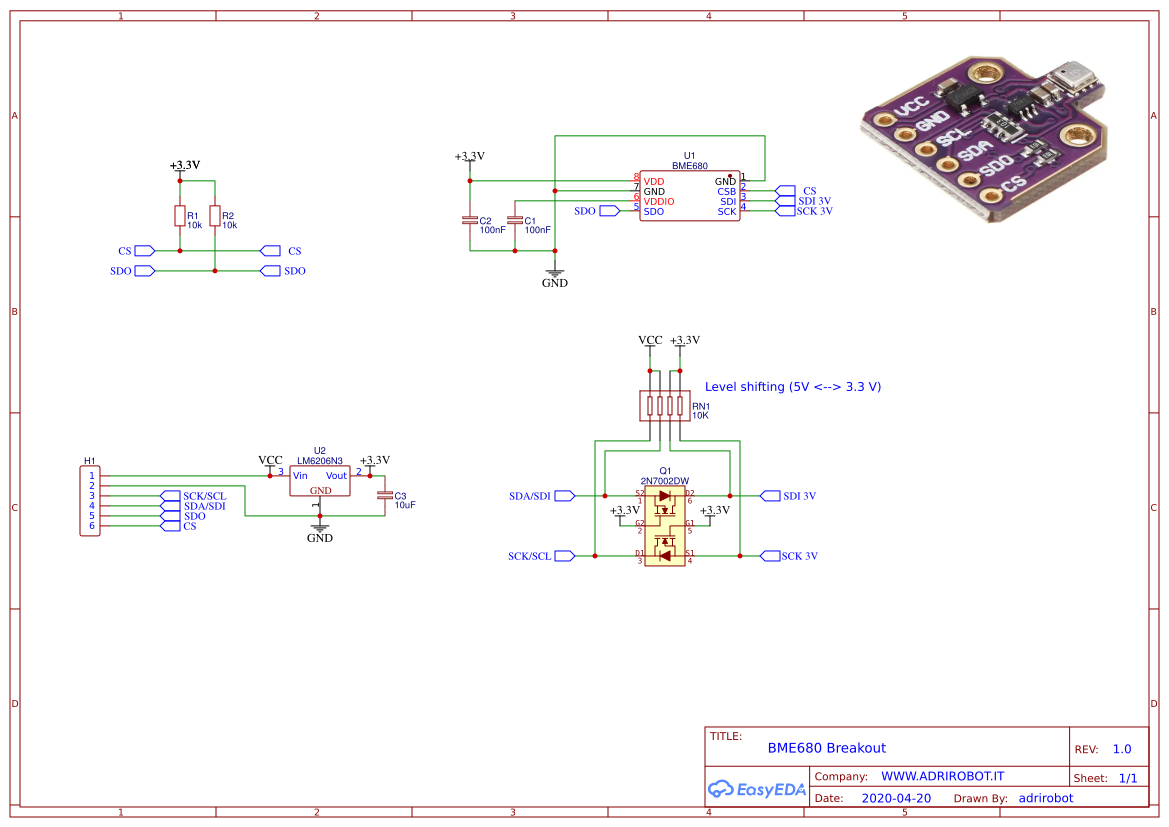 1 2 3 4 5
A
B
C
D
A
B
C
D
1 2 3 4 5
+3.3V
R1
10k
R2
10k
CS CS
SDO SDO
+3.3V
C2
100nF
C1
100nF
GND
SDO
U1
BME680
8 VDD
7 GND
6 VDDIO
5 SDO
GND 1
CSB 2
SDI 3
SCK 4
CS
SDI 3V
SCK 3V
VCC
GND
SCL
SDA
SDO
CS
VCC +3.3V
Level shifting (5V <--> 3.3 V)
RN1
10K
Q1
2N7002DW
SDA/SDI S2 D2 SDI 3V
1 6
+3.3V +3.3V
G2 G1
2 5
SCK/SCL D1 S1 SCK 3V
3 4
H1
1
2
3 SCK/SCL
4 SDA/SDI
5 SDO
6 CS
VCC
U2
LM6206N3
+3.3V
3 Vin Vout 2
GND
1
C3
10uF
GND
TITLE:
BME680 Breakout
REV: 1.0
EasyEDA
Company: WWW.ADRIROBOT.IT
Sheet: 1/1
Date: 2020-04-20 Drawn By: adrirobot